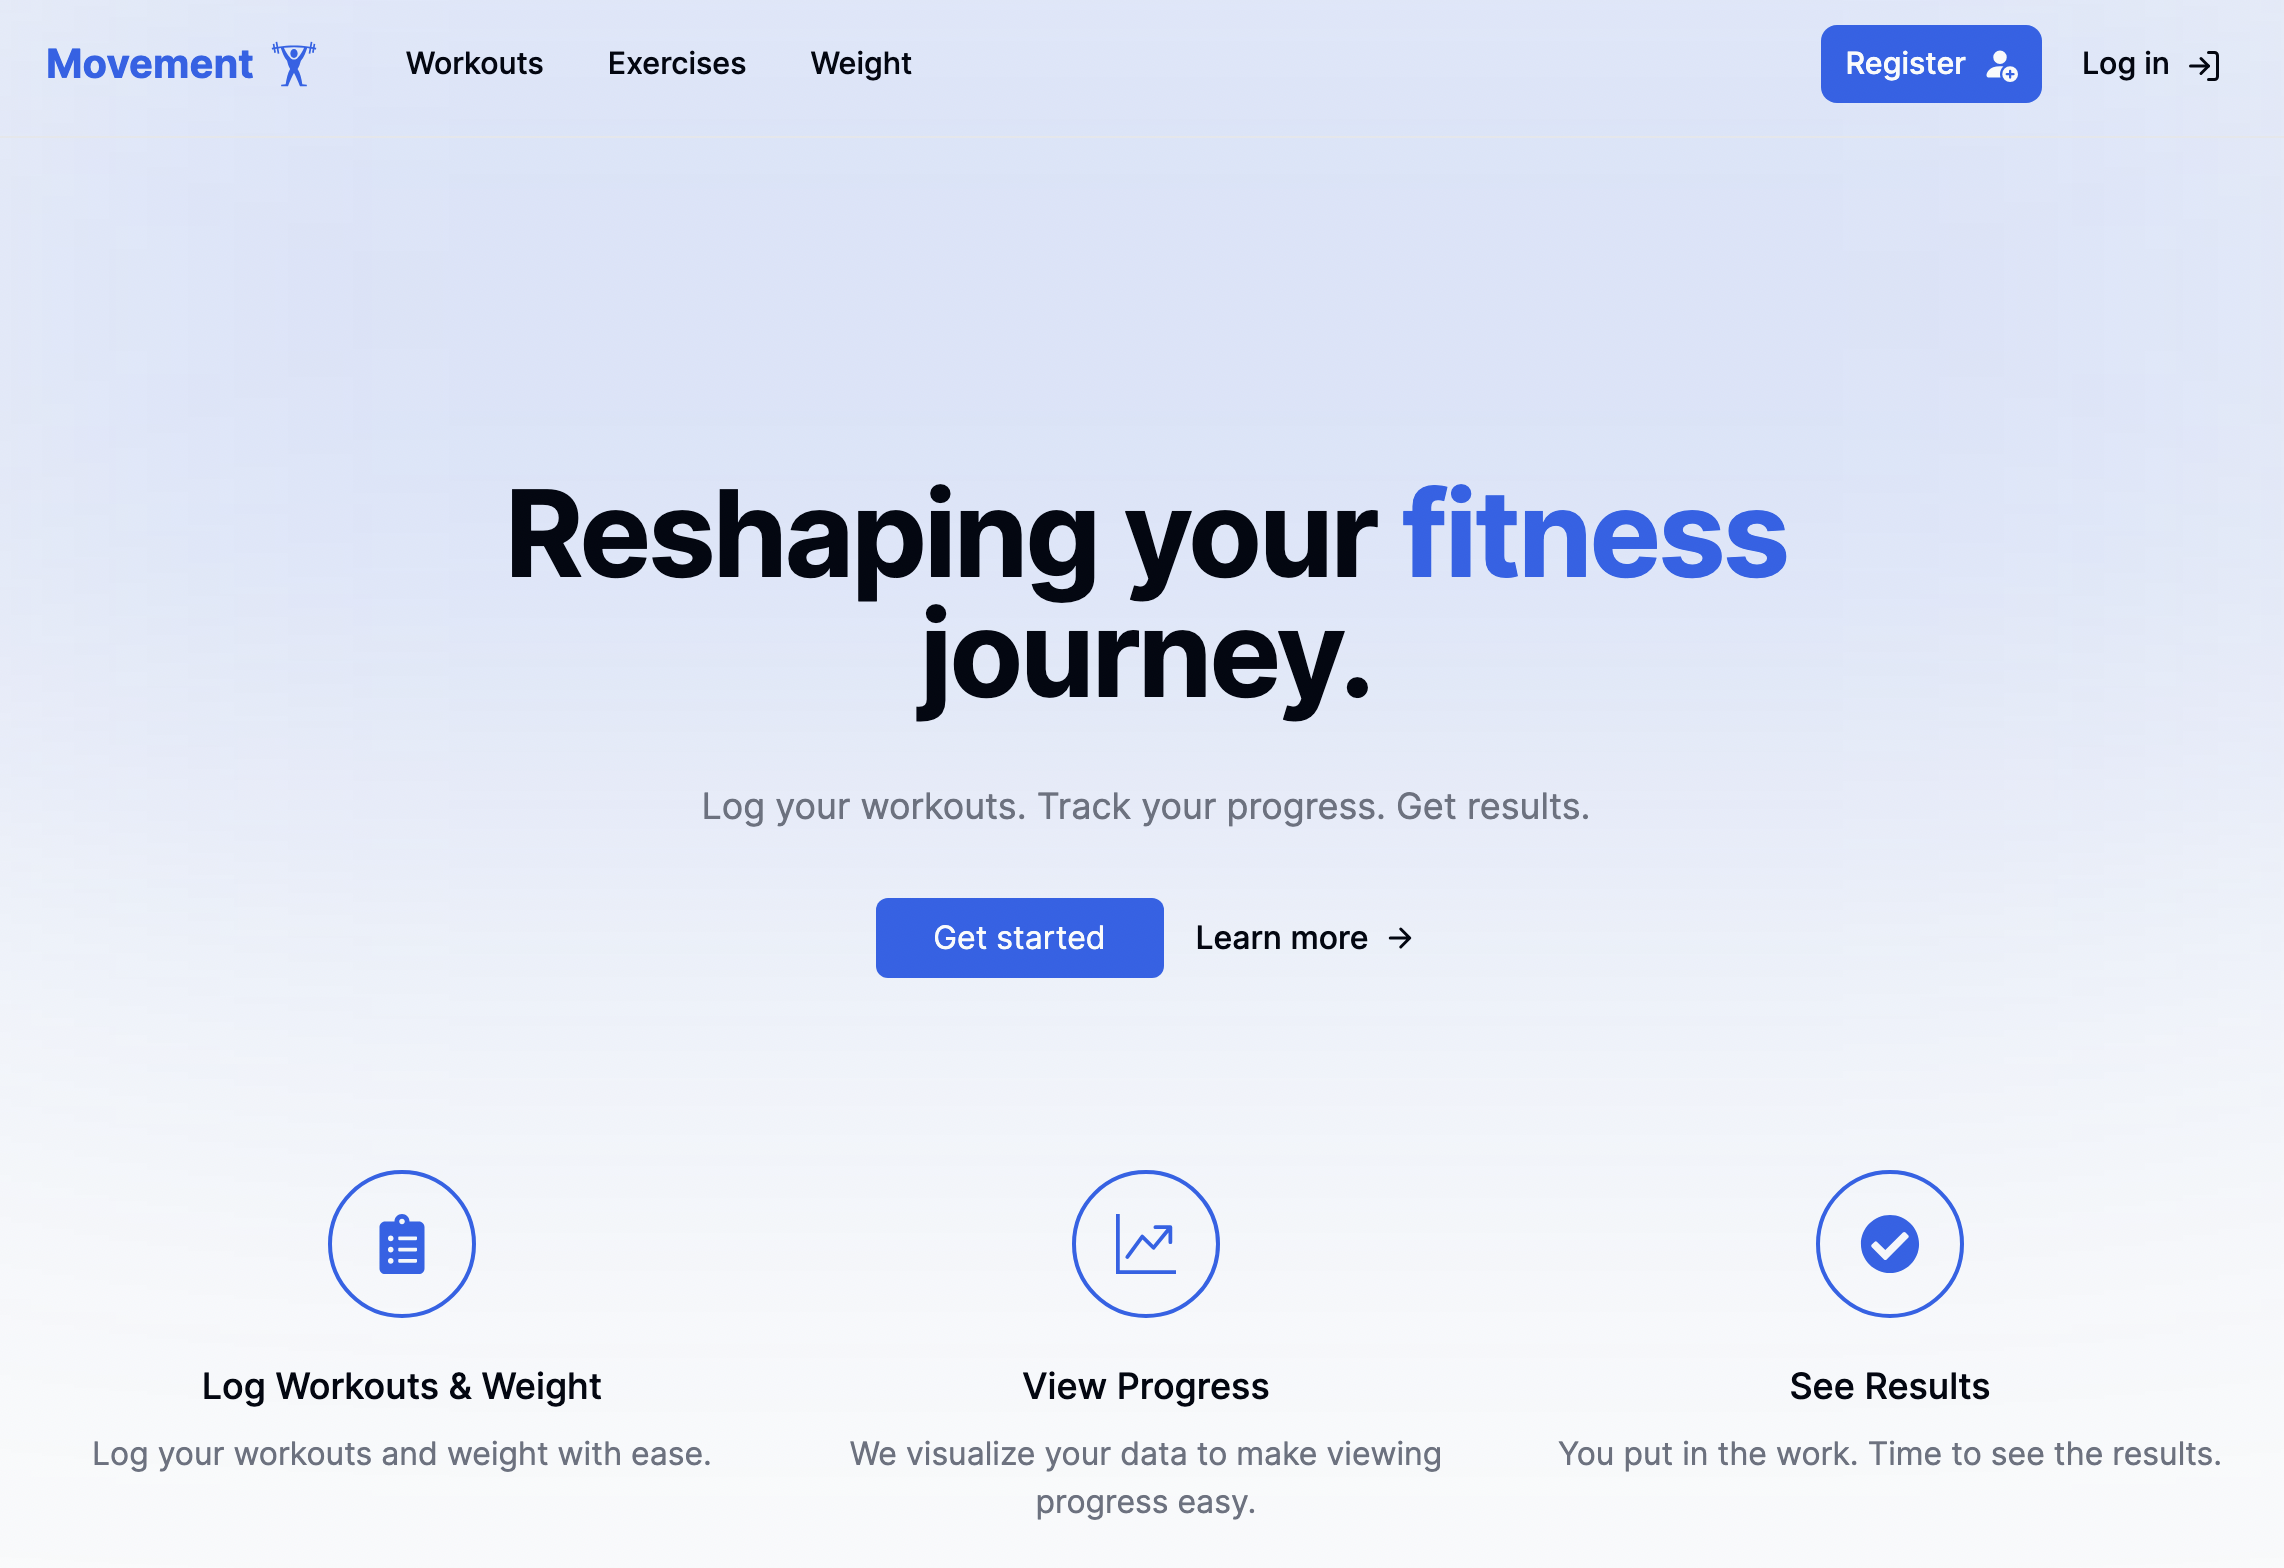 Movement Workouts Exercises Weight Register Log in
Reshaping your fitness
journey.
Log your workouts. Track your progress. Get results.
Get started Learn more →
Log Workouts & Weight
Log your workouts and weight with ease.
View Progress
We visualize your data to make viewing
progress easy.
See Results
You put in the work. Time to see the results.